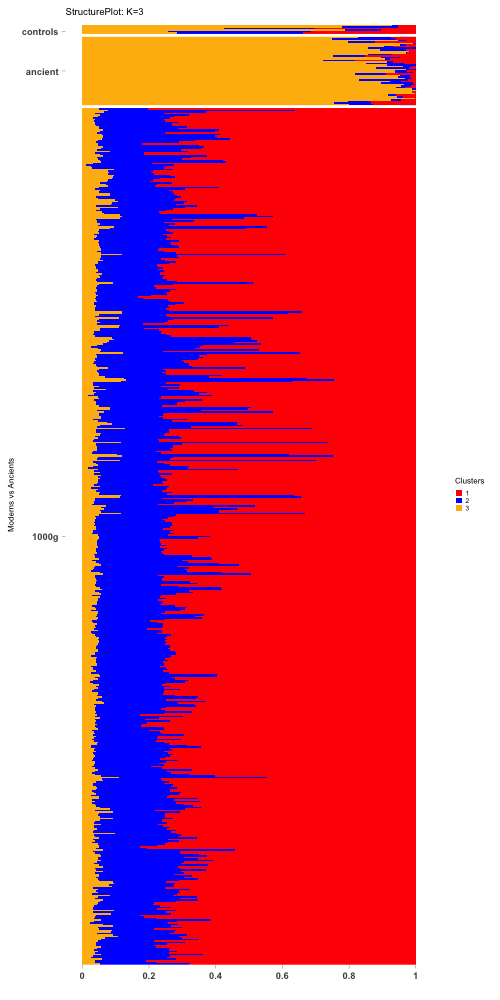 StructurePlot: K=3
controls
ancient
1000g
Moderns vs Ancients
Clusters
1
2
3
0 0.2 0.4 0.6 0.8 1